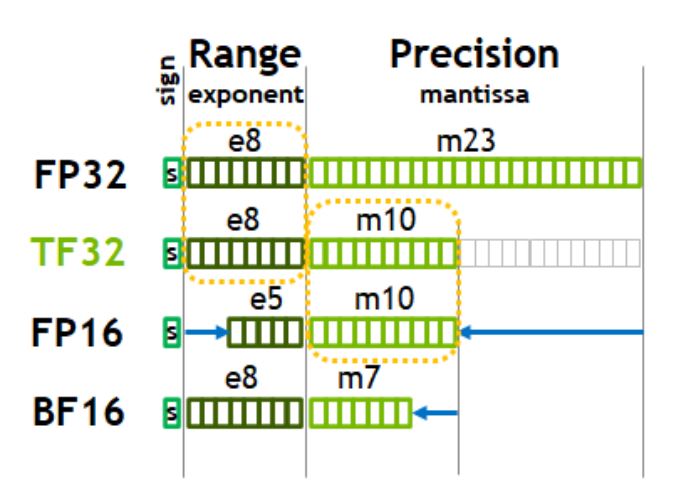 sign
Range
Precision
exponent
mantissa
e8
m23
FP32
s
e8
m10
TF32
s
e5
m10
FP16
s
e8
m7
BF16
s